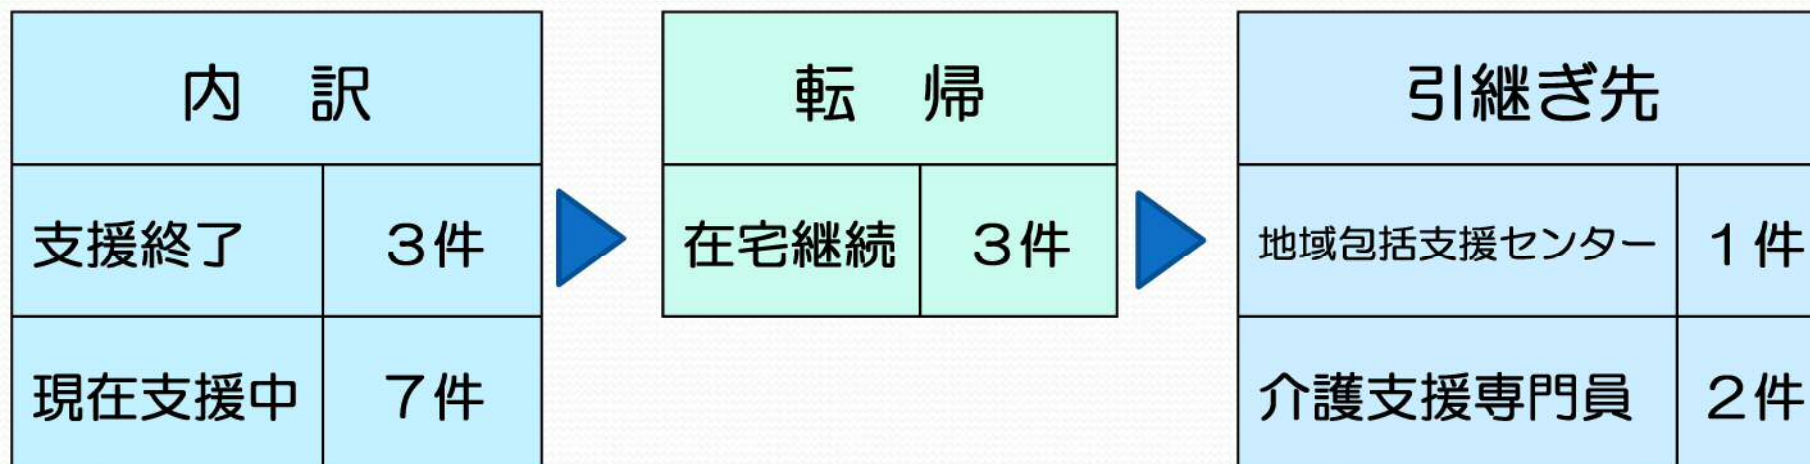 内　訳
支援終了　３件
現在支援中　７件
転　帰
在宅継続　３件
引継ぎ先
地域包括支援センター　１件
介護支援専門員　２件